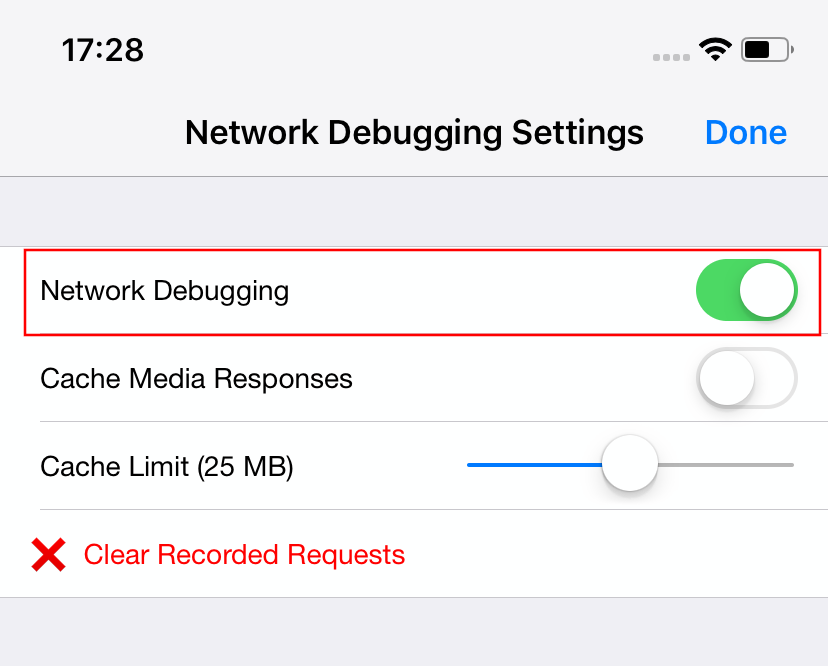 17:28
Network Debugging Settings Done
Network Debugging
Cache Media Responses
Cache Limit (25 MB)
Clear Recorded Requests